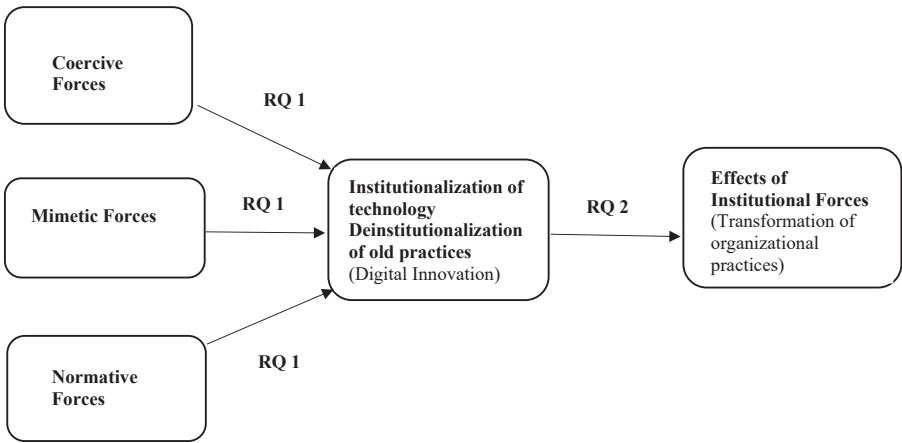 Coercive
Forces
RQ 1
Mimetic Forces
RQ 1
Normative
Forces
RQ 1
Institutionalization of
technology
Deinstitutionalization
of old practices
(Digital Innovation)
RQ 2
Effects of
Institutional Forces
(Transformation of
organizational
practices)